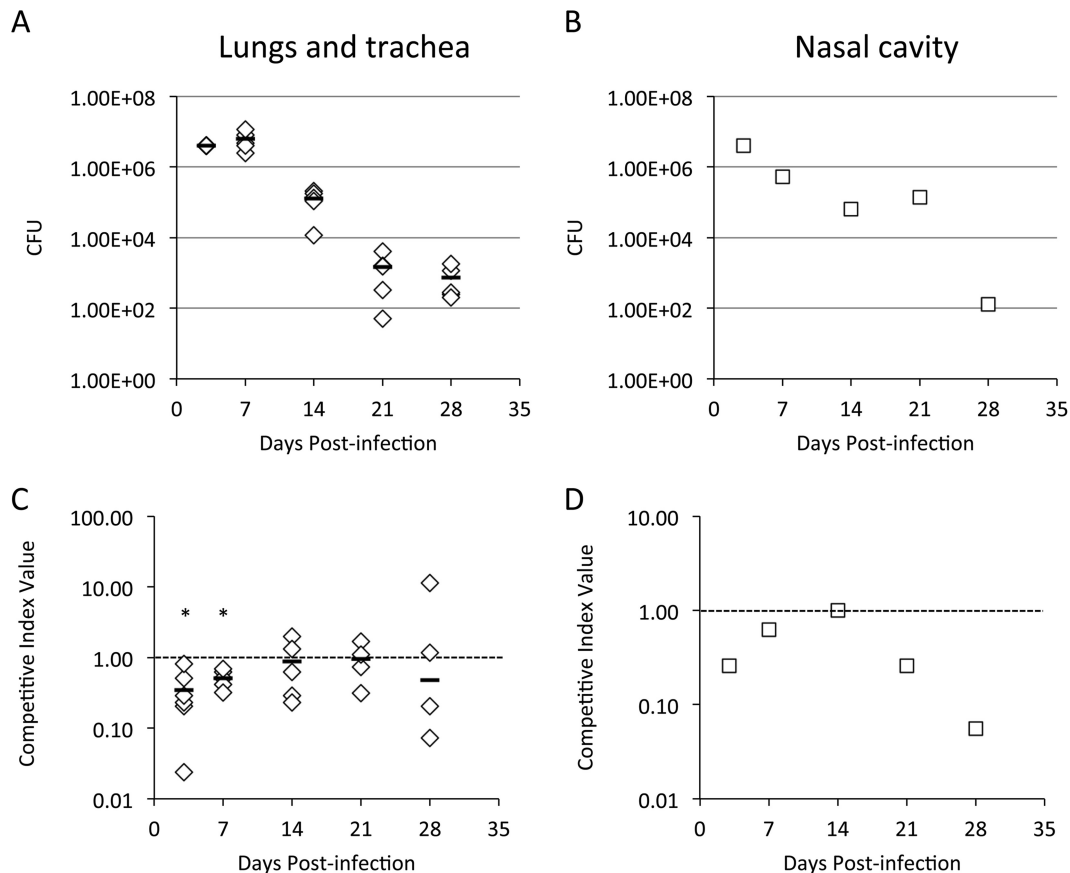 A
Lungs and trachea
1.00E+08
1.00E+06
1.00E+04
1.00E+02
1.00E+00
CFU
0 7 14 21 28 35
Days Post-infection
B
Nasal cavity
1.00E+08
1.00E+06
1.00E+04
1.00E+02
1.00E+00
CFU
0 7 14 21 28 35
Days Post-infection
C
100.00
10.00
1.00
0.10
0.01
Competitive Index Value
* *
0 7 14 21 28 35
Days Post-infection
D
10.00
1.00
0.10
0.01
Competitive Index Value
0 7 14 21 28 35
Days Post-infection